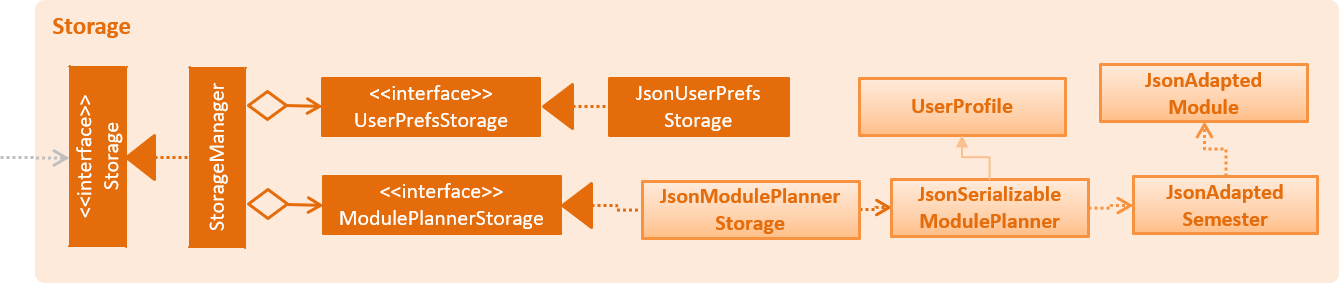 Storage
<<interface>>
Storage
StorageManager
<<interface>>
UserPrefsStorage
JsonUserPrefs
Storage
<<interface>>
ModulePlannerStorage
JsonModulePlanner
Storage
UserProfile
JsonSerializable
ModulePlanner
JsonAdapted
Module
JsonAdapted
Semester